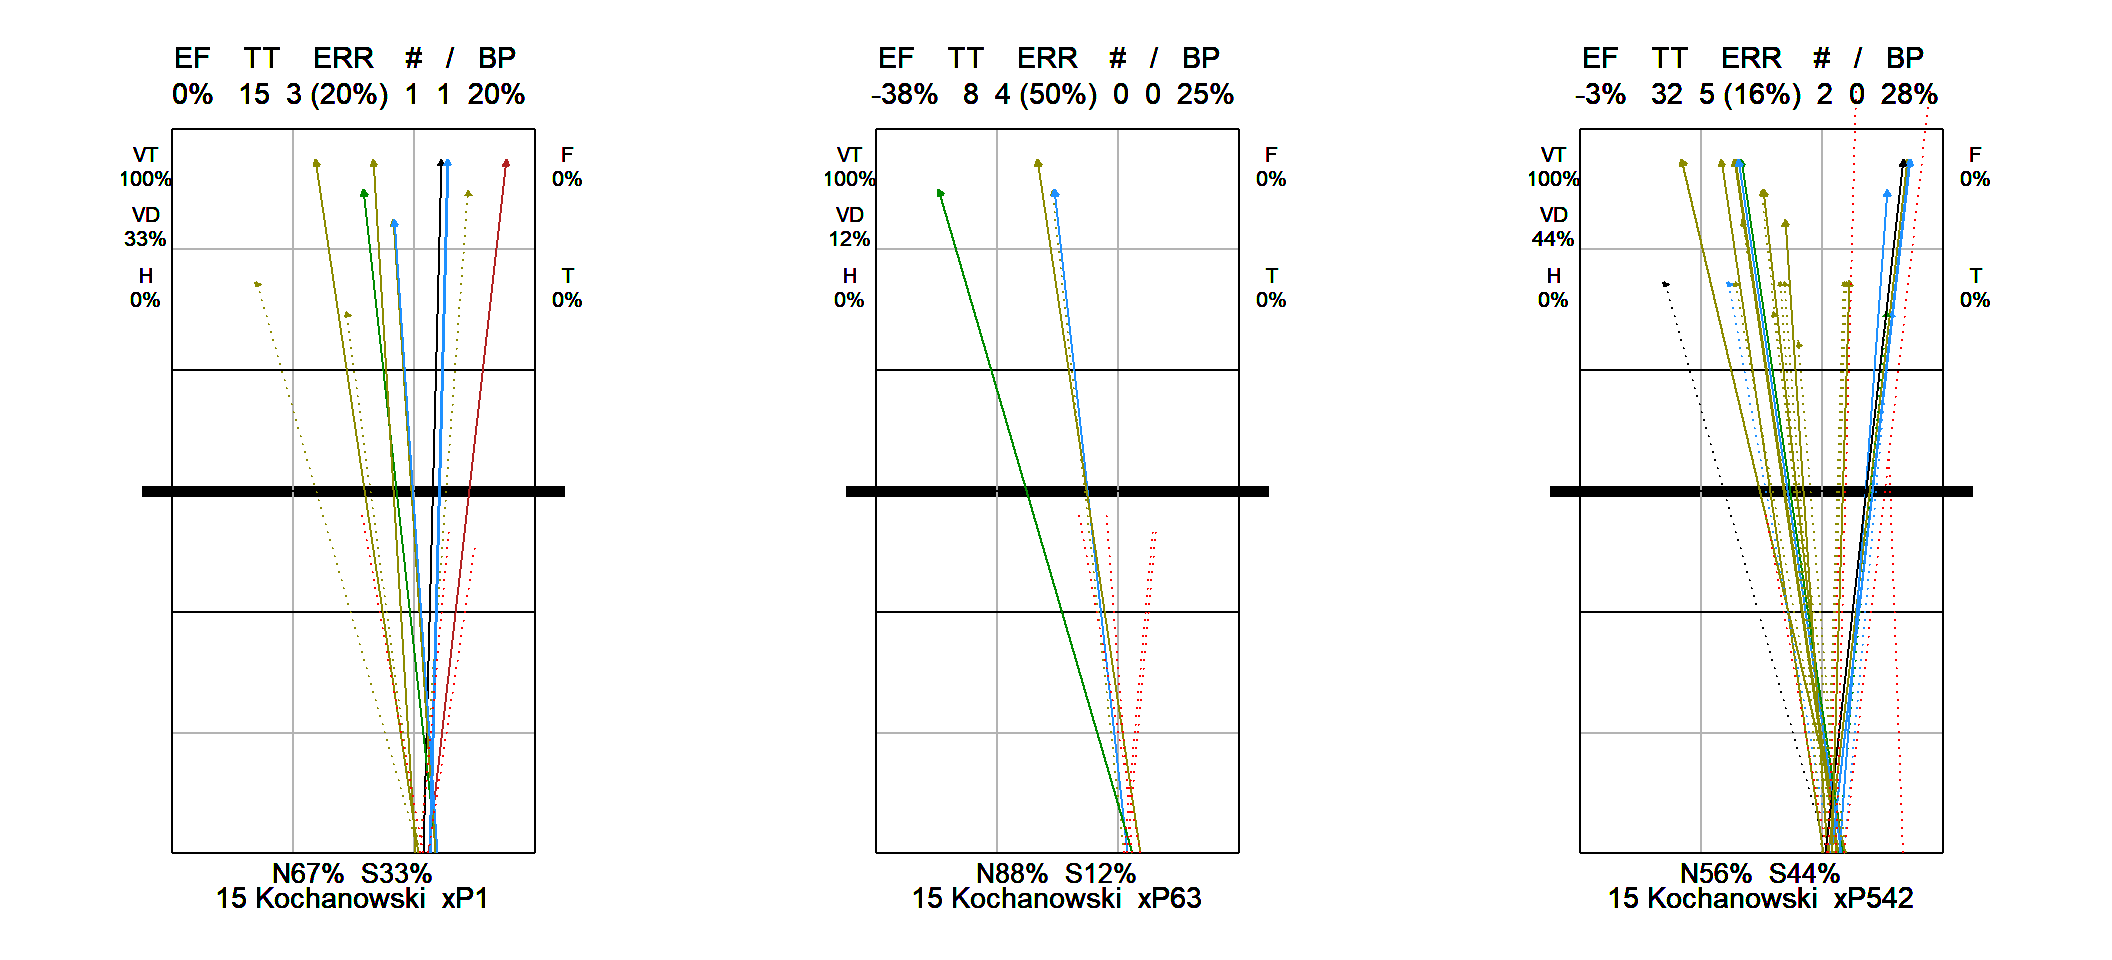 EF TT ERR # / BP
0% 15 3 (20%) 1 1 20%
VT
100%
VD
33%
H
0%
F
0%
T
0%
N67% S33%
15 Kochanowski xP1
EF TT ERR # / BP
-38% 8 4 (50%) 0 0 25%
VT
100%
VD
12%
H
0%
F
0%
T
0%
N88% S12%
15 Kochanowski xP63
EF TT ERR # / BP
-3% 32 5 (16%) 2 0 28%
VT
100%
VD
44%
H
0%
F
0%
T
0%
N56% S44%
15 Kochanowski xP542